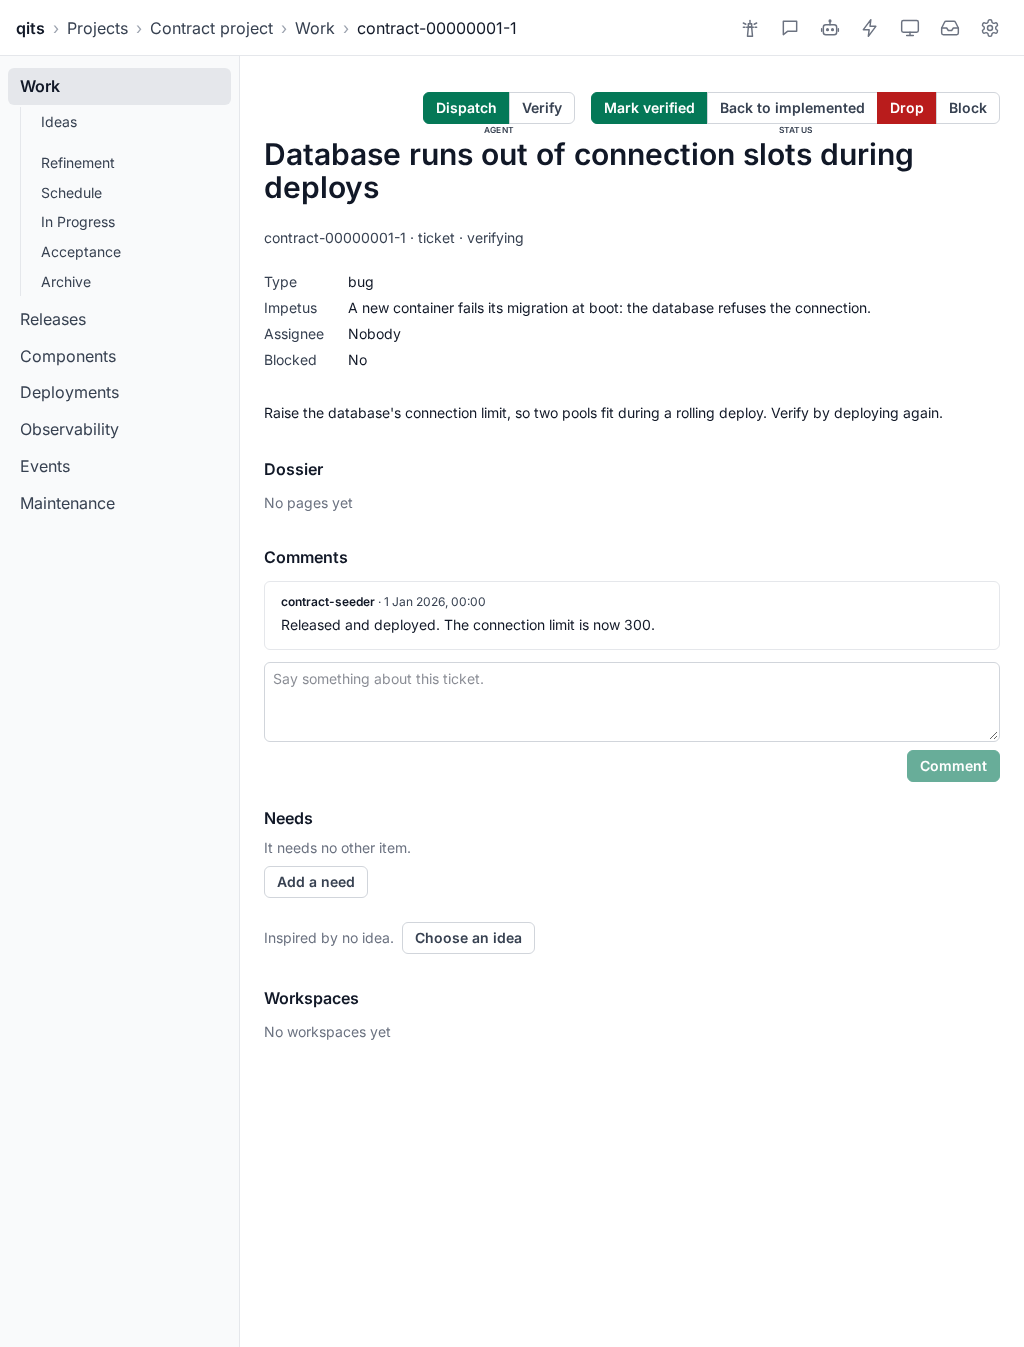 qits › Projects › Contract project › Work › contract-00000001-1
Work
Ideas
Refinement
Schedule
In Progress
Acceptance
Archive
Releases
Components
Deployments
Observability
Events
Maintenance
Dispatch Verify Mark verified Back to implemented Drop Block
AGENT STATUS
Database runs out of connection slots during
deploys
contract-00000001-1 · ticket · verifying
Type bug
Impetus A new container fails its migration at boot: the database refuses the connection.
Assignee Nobody
Blocked No
Raise the database's connection limit, so two pools fit during a rolling deploy. Verify by deploying again.
Dossier
No pages yet
Comments
contract-seeder · 1 Jan 2026, 00:00
Released and deployed. The connection limit is now 300.
Say something about this ticket.
Comment
Needs
It needs no other item.
Add a need
Inspired by no idea. Choose an idea
Workspaces
No workspaces yet